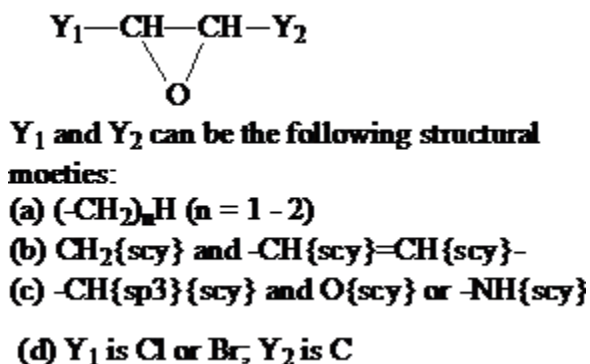 Y1—CH—CH—Y2
O
Y1 and Y2 can be the following structural
moeties:
(a) (-CH2)nH (n = 1 - 2)
(b) CH2{scy} and -CH{scy}=CH{scy}-
(c) -CH{sp3}{scy} and O{scy} or -NH{scy}
(d) Y1 is Cl or Br; Y2 is C